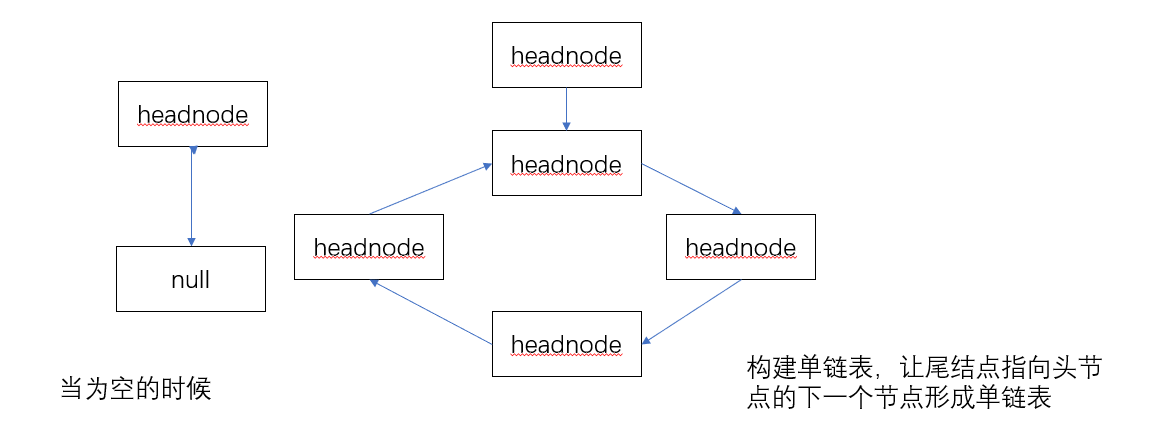 headnode
null
当为空的时候
headnode
headnode
headnode
headnode
headnode
构建单链表，让尾结点指向头节
点的下一个节点形成单链表